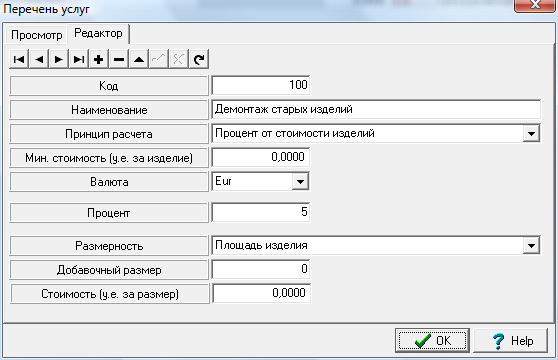 Перечень услуг
Просмотр Редактор
Код 100
Наименование Демонтаж старых изделий
Принцип расчета Процент от стоимости изделий
Мин. стоимость (у.е. за изделие) 0,0000
Валюта Eur
Процент 5
Размерность Площадь изделия
Добавочный размер 0
Стоимость (у.е. за размер) 0,0000
OK Help